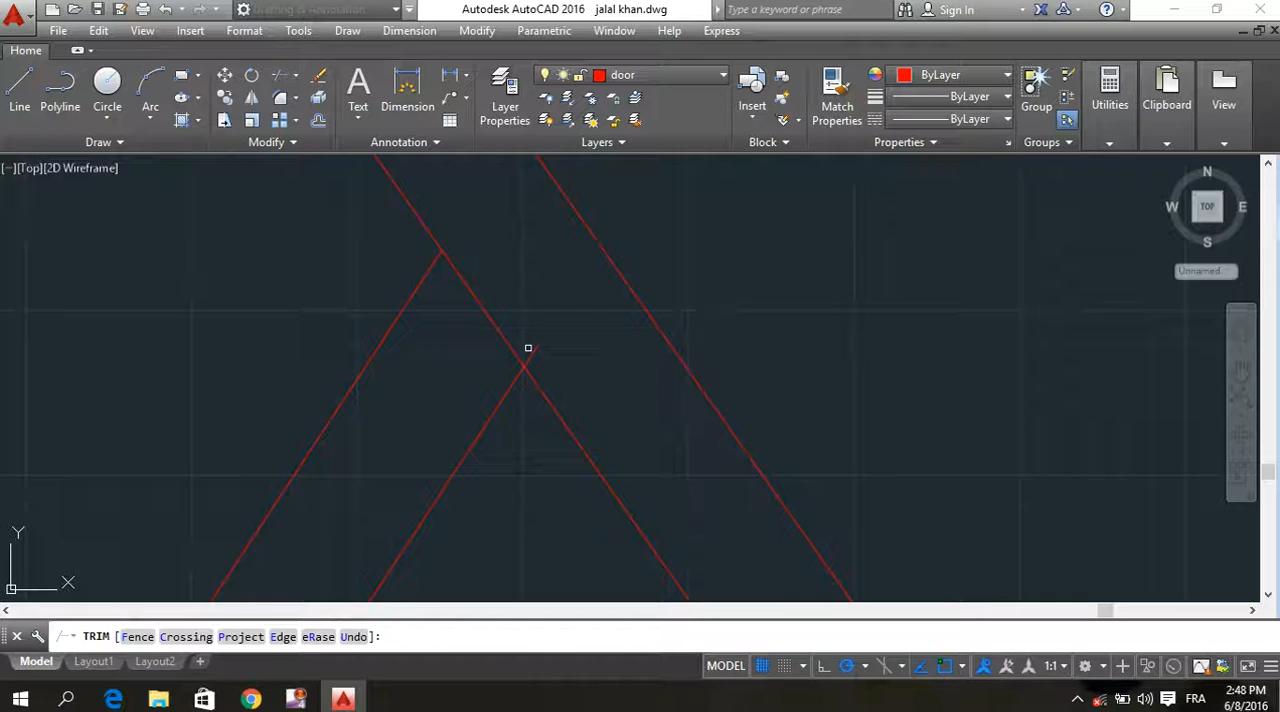 Drafting & Annotation
Autodesk AutoCAD 2016 jalal khan.dwg
Type a keyword or phrase
Sign In
File Edit View Insert Format Tools Draw Dimension Modify Parametric Window Help Express
Home
Line Polyline Circle Arc
Text Dimension
Layer Properties
door
Insert
Match Properties
ByLayer
ByLayer
ByLayer
Group
Utilities
Clipboard
View
Draw Modify Annotation Layers Block Properties Groups
[−][Top][2D Wireframe]
N
W TOP E
S
Unnamed
Y
X
TRIM [Fence Crossing Project Edge eRase Undo]:
Model Layout1 Layout2 +
MODEL
1:1
FRA
2:48 PM
6/8/2016